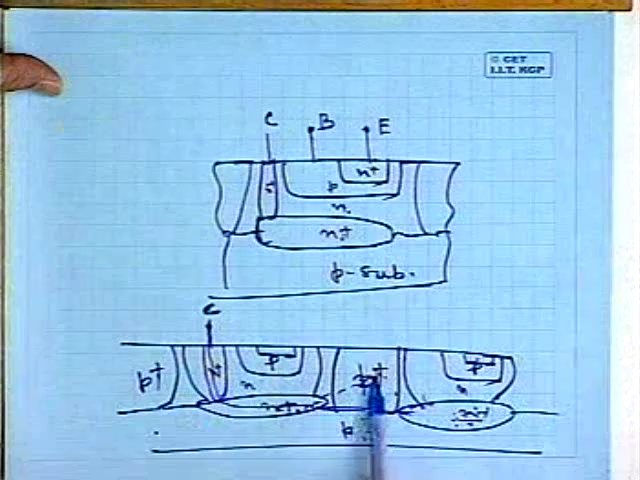 © CET
I.I.T. KGP
C B E
n+
p
n
n+
p-sub.
C
p+ p p+ p
n+ n n
n+
p